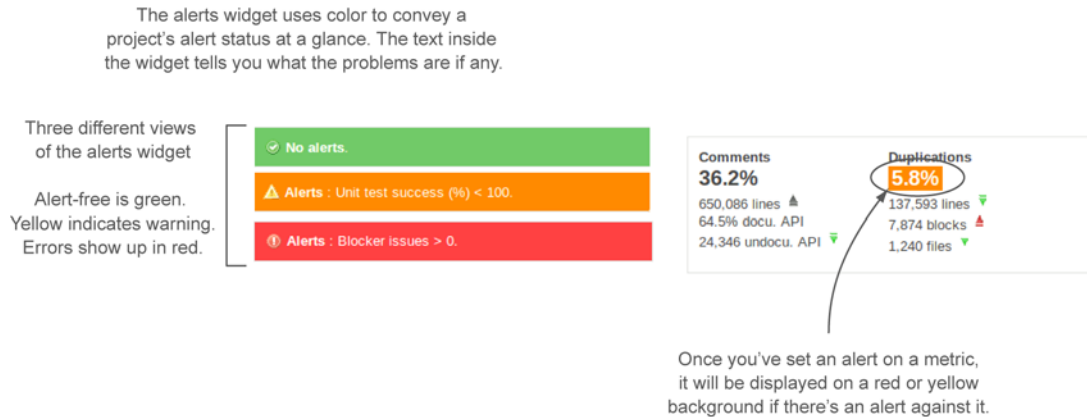 The alerts widget uses color to convey a
project's alert status at a glance. The text inside
the widget tells you what the problems are if any.
Three different views
of the alerts widget
Alert-free is green.
Yellow indicates warning.
Errors show up in red.
No alerts.
Alerts : Unit test success (%) < 100.
Alerts : Blocker issues > 0.
Comments
36.2%
650,086 lines
64.5% docu. API
24,346 undocu. API
Duplications
5.8%
137,593 lines
7,874 blocks
1,240 files
Once you've set an alert on a metric,
it will be displayed on a red or yellow
background if there's an alert against it.